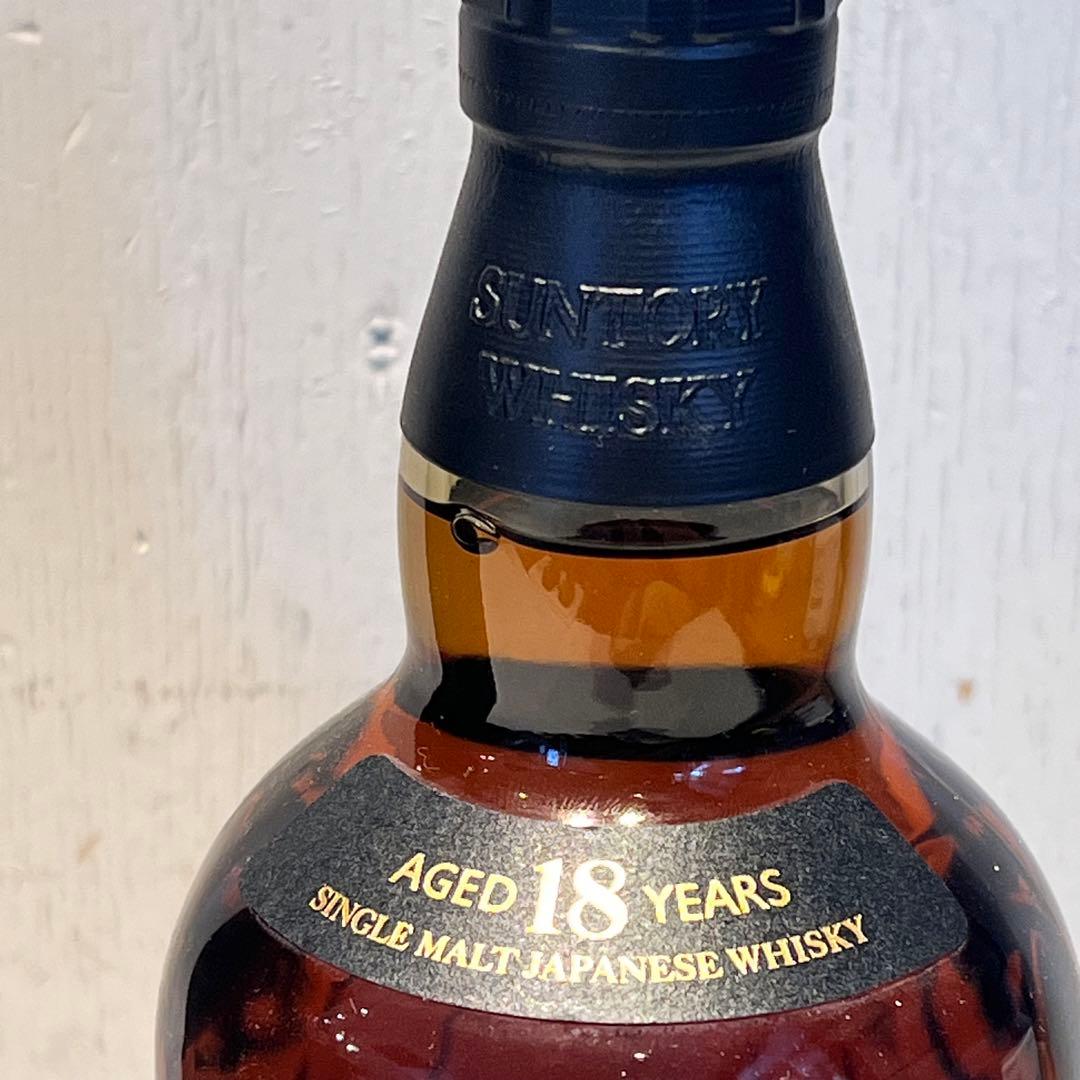 SUNTORY
WHISKY
AGED 18 YEARS
SINGLE MALT JAPANESE WHISKY